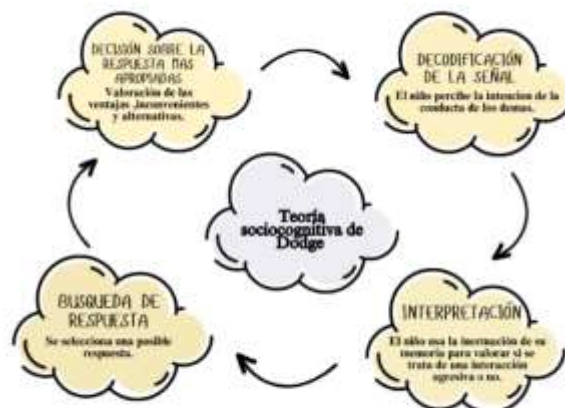 DECISIÓN SOBRE LA
RESPUESTA MAS
APROPIADAS
Valoración de las
ventajas ,inconvenientes
y alternativas.
DECODIFICACIÓN
DE LA SEÑAL
El niño percibe la intencion de la
conducta de los demas.
Teoría
sociocognitiva de
Dodge
BUSQUEDA DE
RESPUESTA
Se selecciona una posible
respuesta.
INTERPRETACIÓN
El niño usa la inormación de su
memoria para valorar si se
trata de una interacción
agresiva o no.